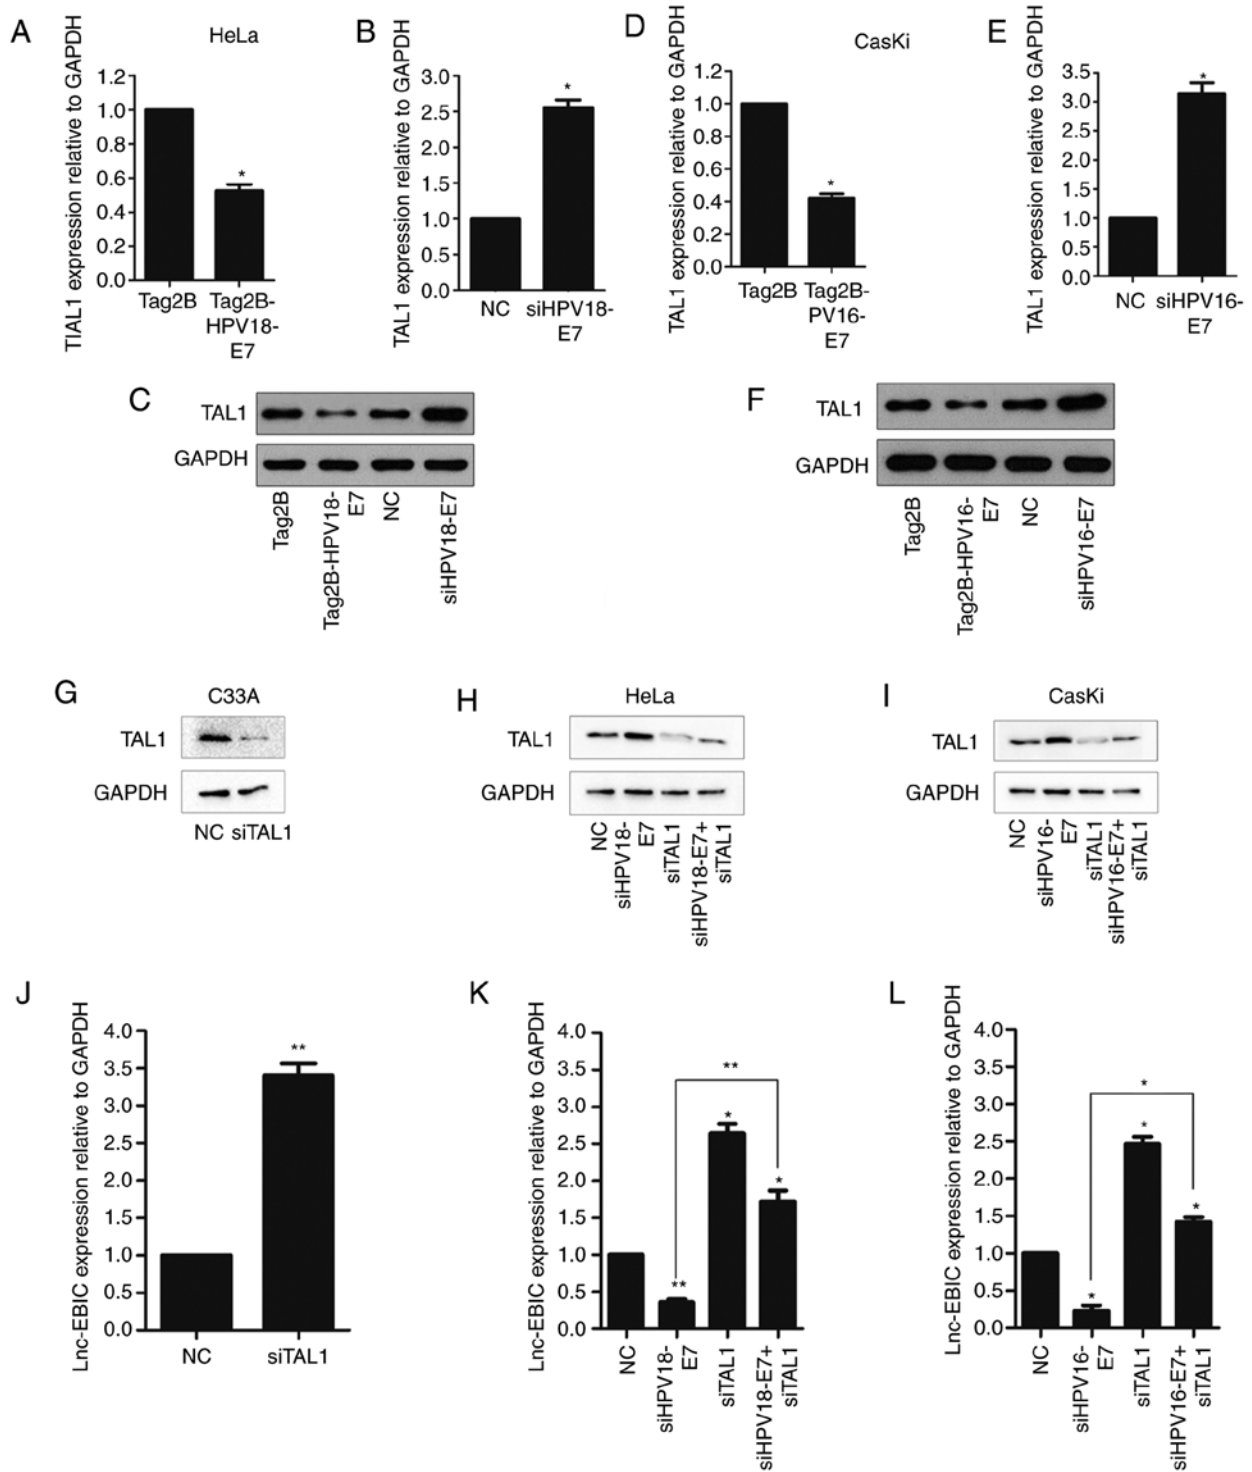 A
HeLa
TIAL1 expression relative to GAPDH
1.2
1.0
0.8
0.6
0.4
0.2
0.0
*
Tag2B
Tag2B-
HPV18-
E7
B
TAL1 expression relative to GAPDH
3.0
2.5
2.0
1.5
1.0
0.5
0.0
*
NC
siHPV18-
E7
D
CasKi
TAL1 expression relative to GAPDH
1.2
1.0
0.8
0.6
0.4
0.2
0.0
*
Tag2B
Tag2B-
PV16-
E7
E
TAL1 expression relative to GAPDH
3.5
3.0
2.5
2.0
1.5
1.0
0.5
0.0
*
NC
siHPV16-
E7
C
TAL1
GAPDH
Tag2B
Tag2B-HPV18-
E7
NC
siHPV18-E7
F
TAL1
GAPDH
Tag2B
Tag2B-HPV16-
E7
NC
siHPV16-E7
G
C33A
TAL1
GAPDH
NC siTAL1
H
HeLa
TAL1
GAPDH
NC
siHPV18-
E7
siTAL1
siHPV18-E7+
siTAL1
I
CasKi
TAL1
GAPDH
NC
siHPV16-
E7
siTAL1
siHPV16-E7+
siTAL1
J
Lnc-EBIC expression relative to GAPDH
4.0
3.5
3.0
2.5
2.0
1.5
1.0
0.5
0.0
**
NC
siTAL1
K
Lnc-EBIC expression relative to GAPDH
4.0
3.5
3.0
2.5
2.0
1.5
1.0
0.5
0.0
**
**
*
*
NC
siHPV18-
E7
siTAL1
siHPV18-E7+
siTAL1
L
Lnc-EBIC expression relative to GAPDH
4.0
3.5
3.0
2.5
2.0
1.5
1.0
0.5
0.0
*
*
*
*
NC
siHPV16-
E7
siTAL1
siHPV16-E7+
siTAL1